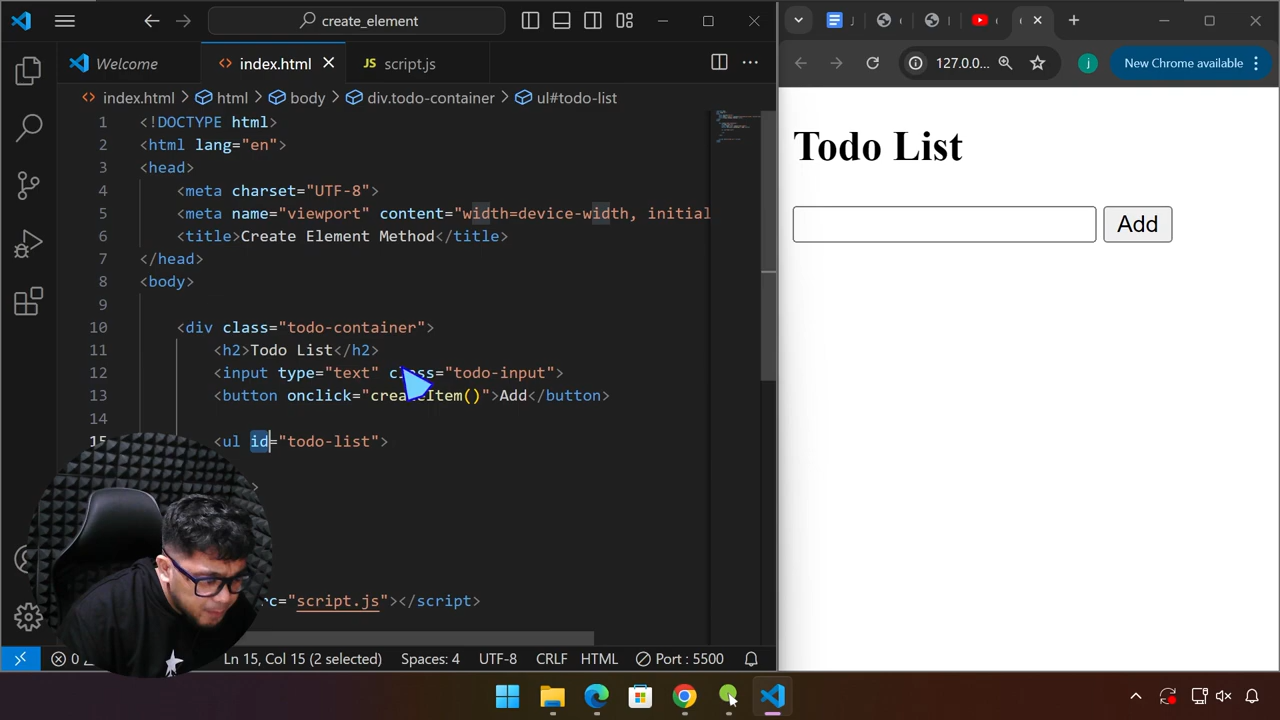 create_element
Welcome
index.html
JS script.js
index.html > html > body > div.todo-container > ul#todo-list
1 <!DOCTYPE html>
2 <html lang="en">
3 <head>
4 <meta charset="UTF-8">
5 <meta name="viewport" content="width=device-width, initial
6 <title>Create Element Method</title>
7 </head>
8 <body>
9
10 <div class="todo-container">
11 <h2>Todo List</h2>
12 <input type="text" class="todo-input">
13 <button onclick="createItem()">Add</button>
14
15 <ul id="todo-list">
>
="script.js"></script>
0
Ln 15, Col 15 (2 selected)
Spaces: 4
UTF-8
CRLF
HTML
Port : 5500
127.0.0...
j
New Chrome available
Todo List
Add